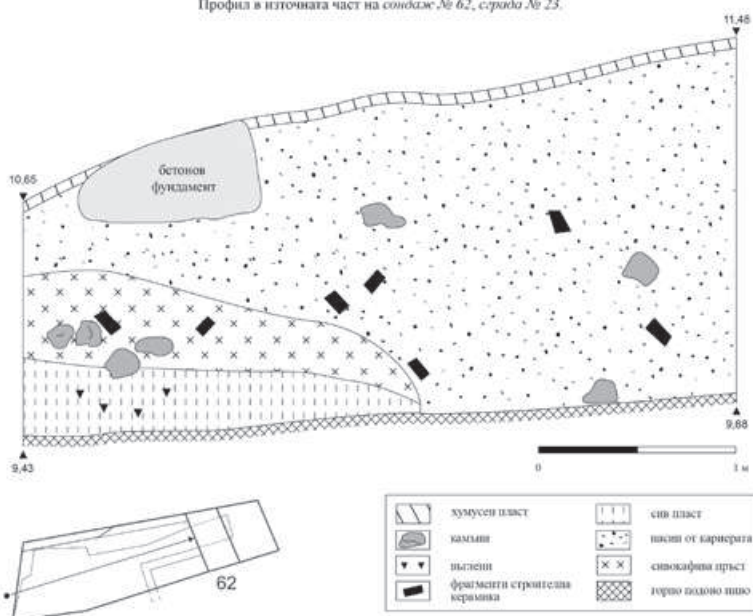 Профил в източната част на сондаж № 62, сграда № 23.
11,48
бетонов
фундамент
10,65
9,43
9,68
0 1 м
62
хумусен пласт
камъни
въглени
фрагменти строителна
керамика
сив пласт
насип от кариерата
сивокафява пръст
горно подово ниво